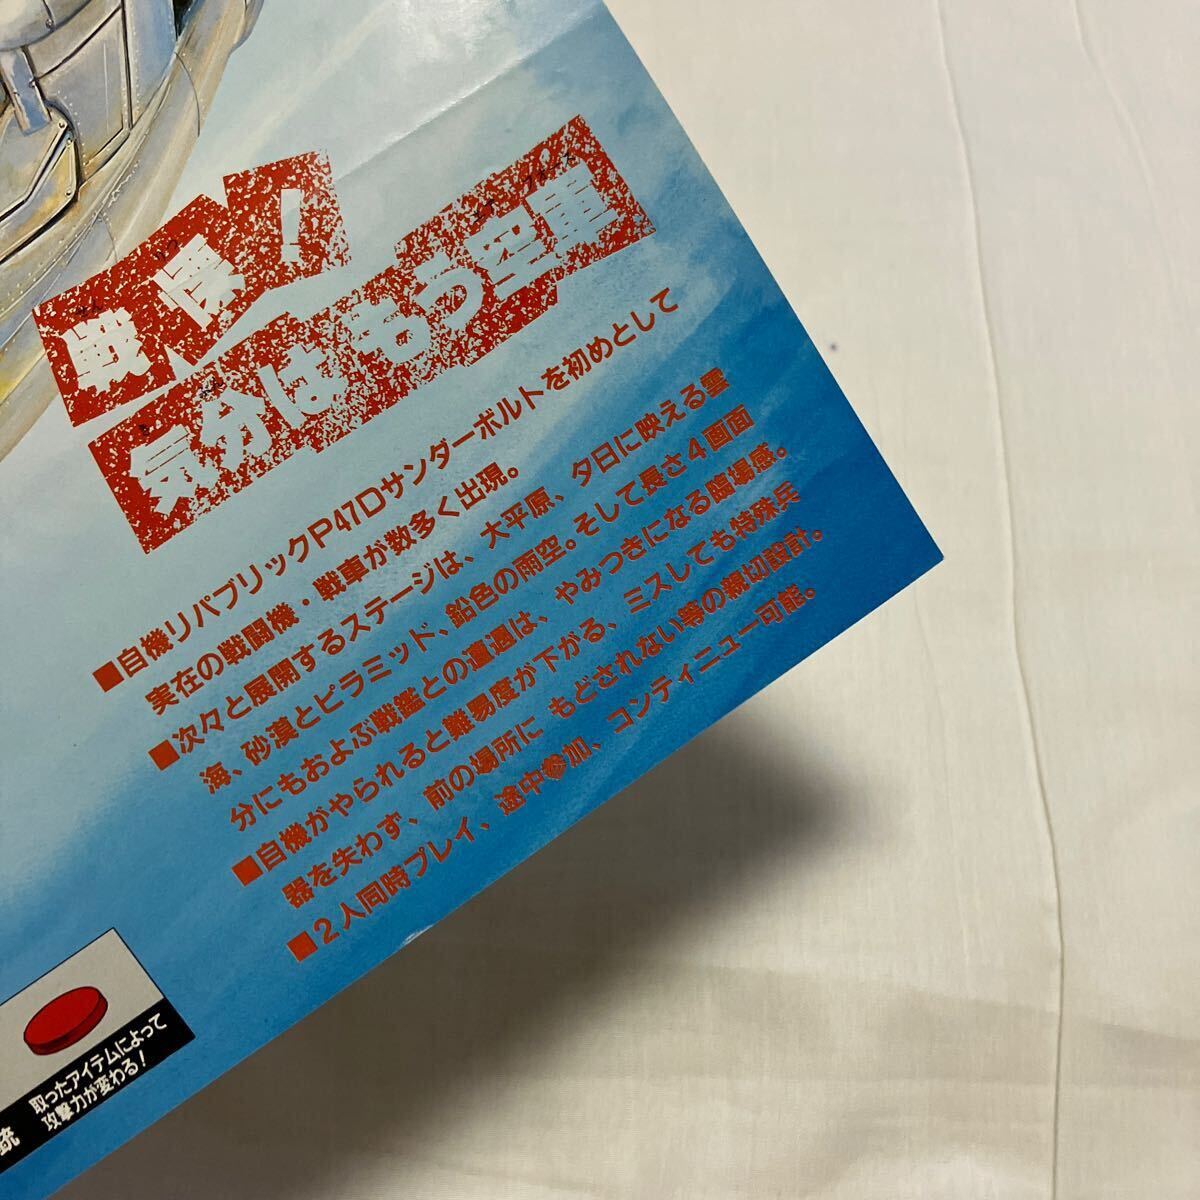 戦慄！
気分はもう空軍
■自機リパブリックP47Dサンダーボルトを初めとして
実在の戦闘機・戦車が数多く出現。
■次々と展開するステージは、大平原、夕日に映える雲
海、砂漠とピラミッド、鉛色の雨空。そして長さ4画面
分にもおよぶ戦艦との遭遇は、やみつきになる臨場感。
■自機がやられると難易度が下がる、ミスしても特殊兵
器を失わず、前の場所に もどされない等の親切設計。
■2人同時プレイ、途中参加、コンティニュー可能。
取ったアイテムによって
攻撃力が変わる！
銃